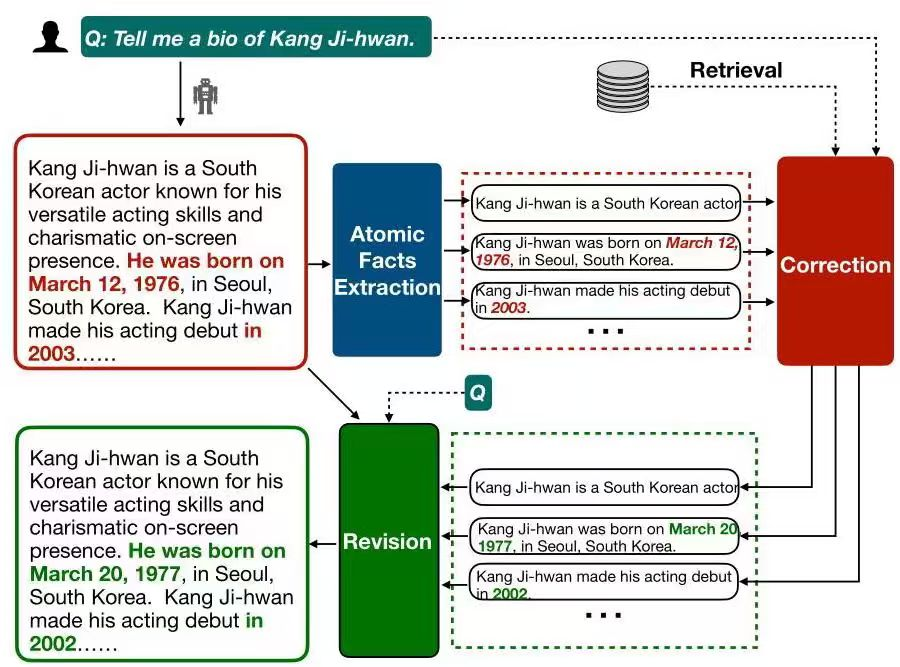 Q: Tell me a bio of Kang Ji-hwan.
Retrieval
Kang Ji-hwan is a South
Korean actor known for his
versatile acting skills and
charismatic on-screen
presence. He was born on
March 12, 1976, in Seoul,
South Korea. Kang Ji-hwan
made his acting debut in
2003......
Atomic
Facts
Extraction
Kang Ji-hwan is a South Korean actor
Kang Ji-hwan was born on March 12,
1976, in Seoul, South Korea.
Kang Ji-hwan made his acting debut
in 2003.
...
Correction
Q
Kang Ji-hwan is a South
Korean actor known for his
versatile acting skills and
charismatic on-screen
presence. He was born on
March 20, 1977, in Seoul,
South Korea. Kang Ji-hwan
made his acting debut in
2002......
Revision
Kang Ji-hwan is a South Korean actor
Kang Ji-hwan was born on March 20
1977, in Seoul, South Korea.
Kang Ji-hwan made his acting debut
in 2002.
...